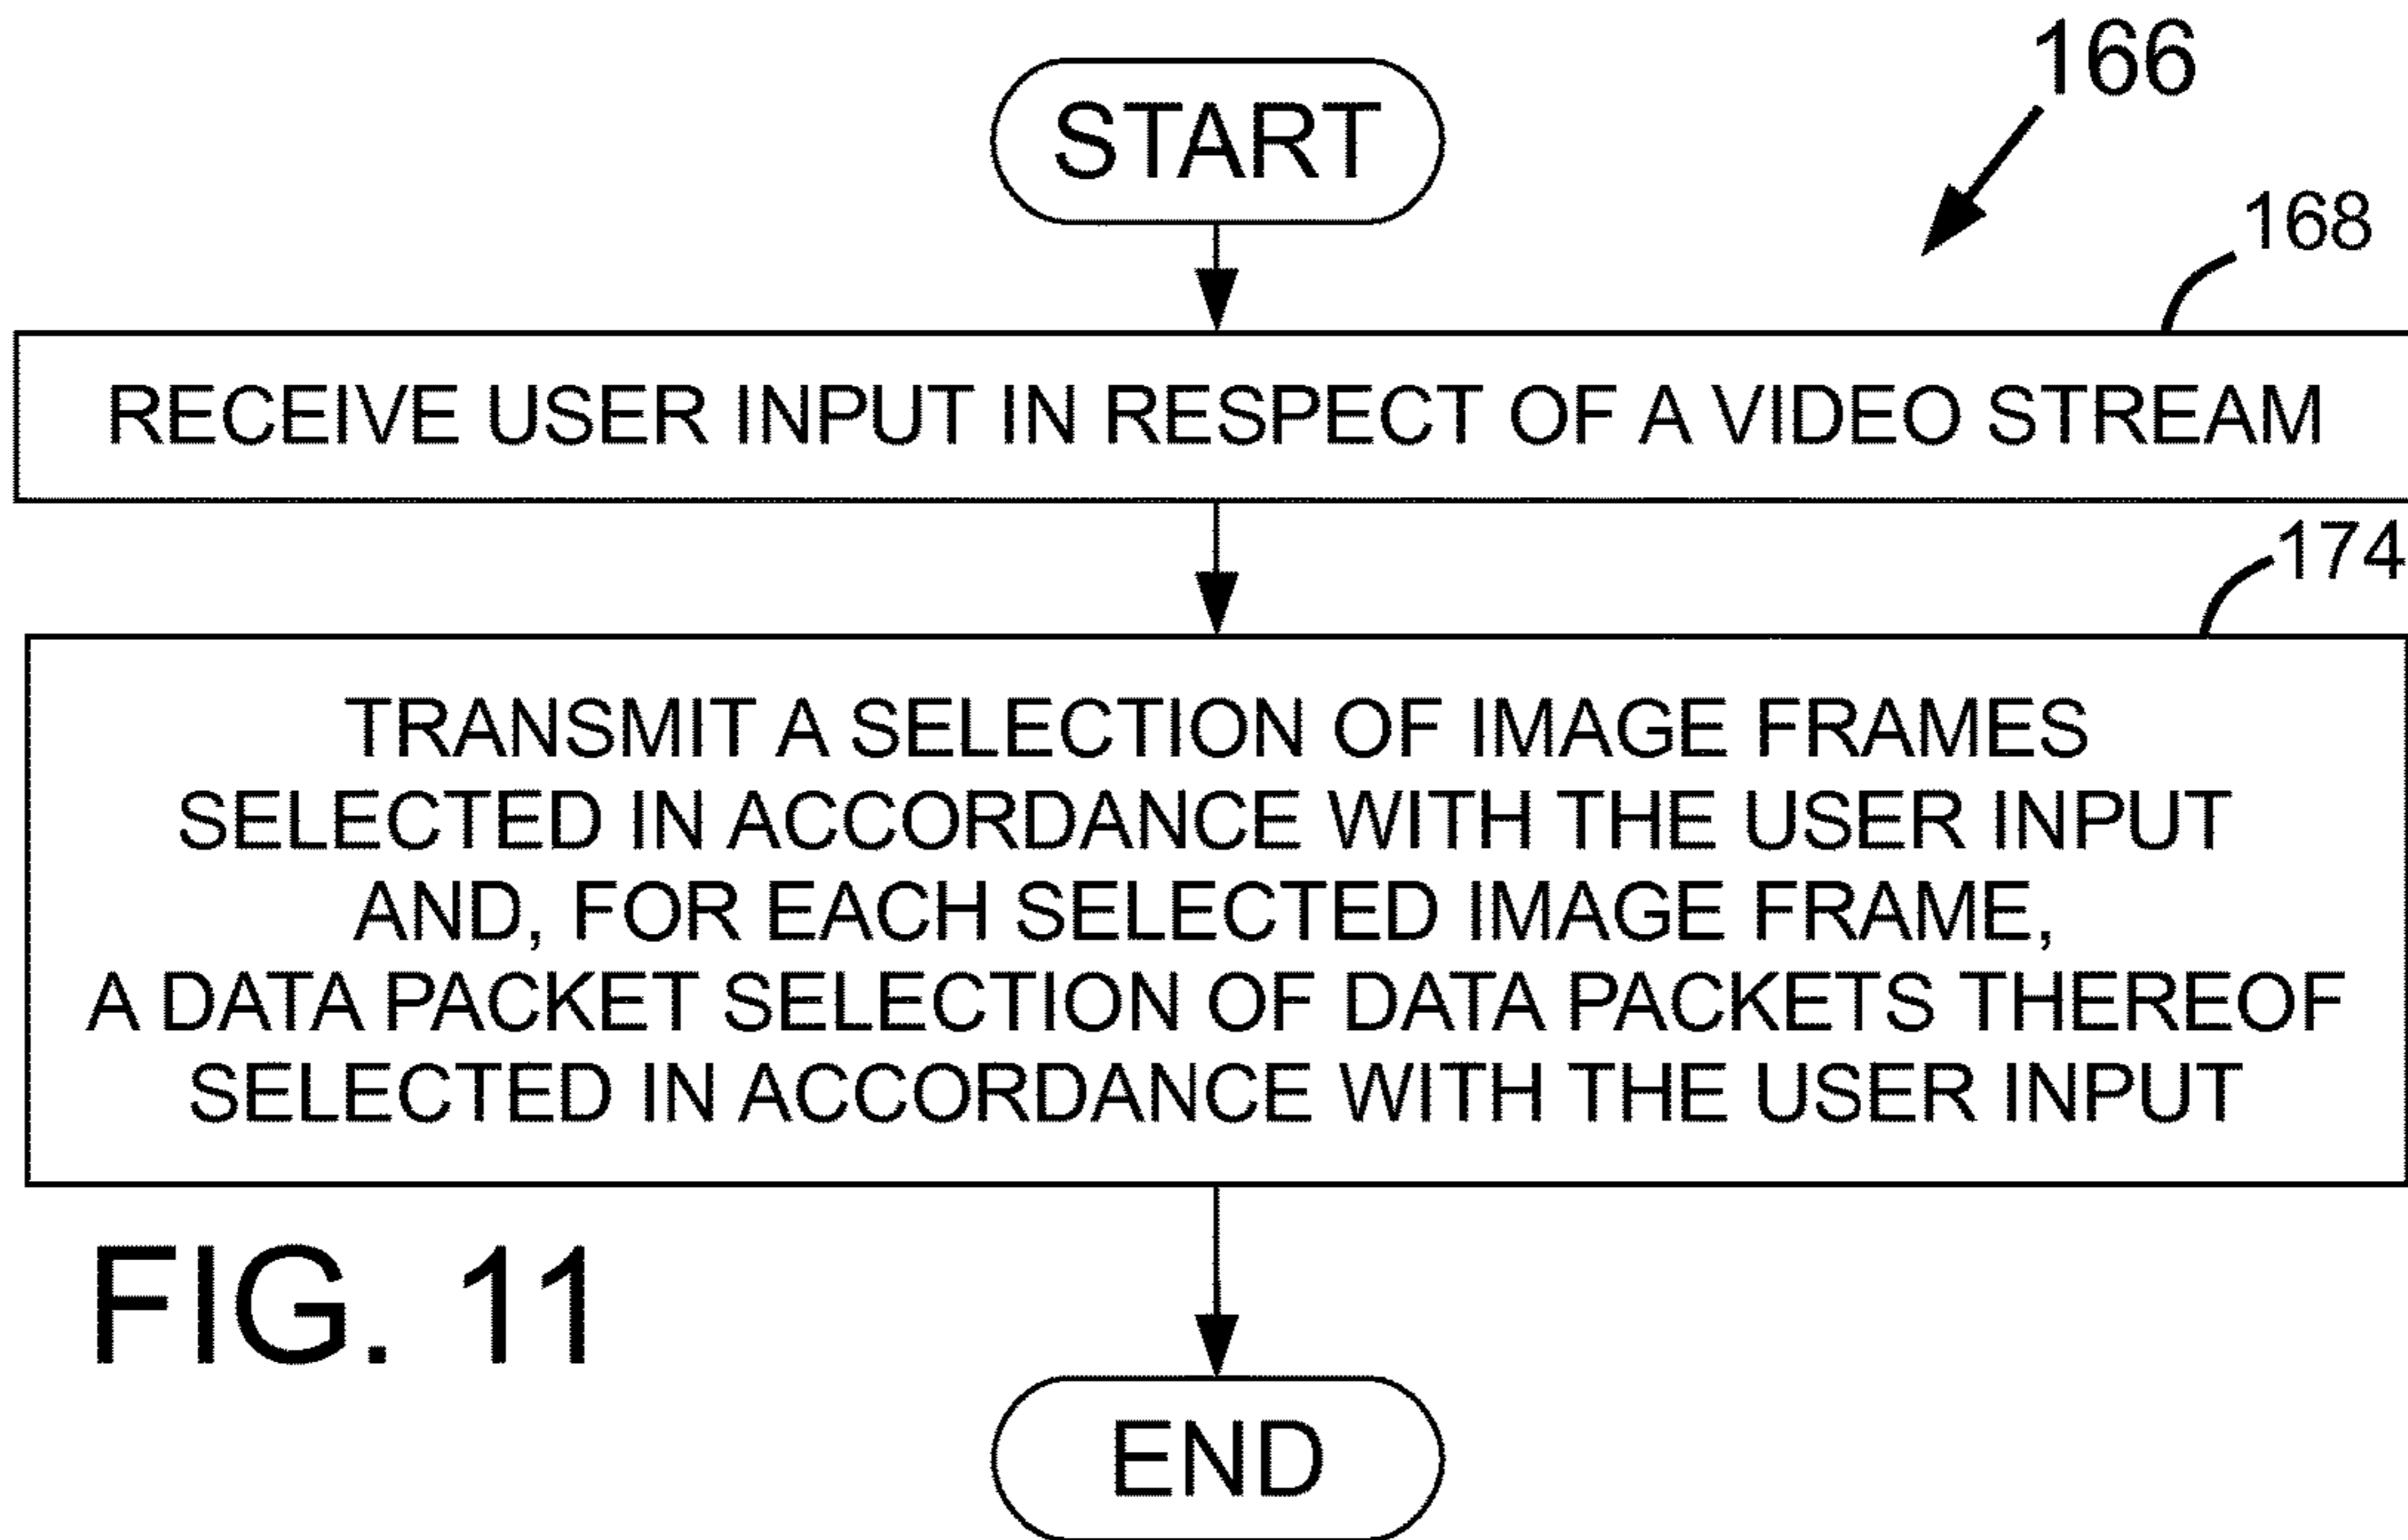 START
166
168
RECEIVE USER INPUT IN RESPECT OF A VIDEO STREAM
174
TRANSMIT A SELECTION OF IMAGE FRAMES
SELECTED IN ACCORDANCE WITH THE USER INPUT
AND, FOR EACH SELECTED IMAGE FRAME,
A DATA PACKET SELECTION OF DATA PACKETS THEREOF
SELECTED IN ACCORDANCE WITH THE USER INPUT
FIG. 11
END